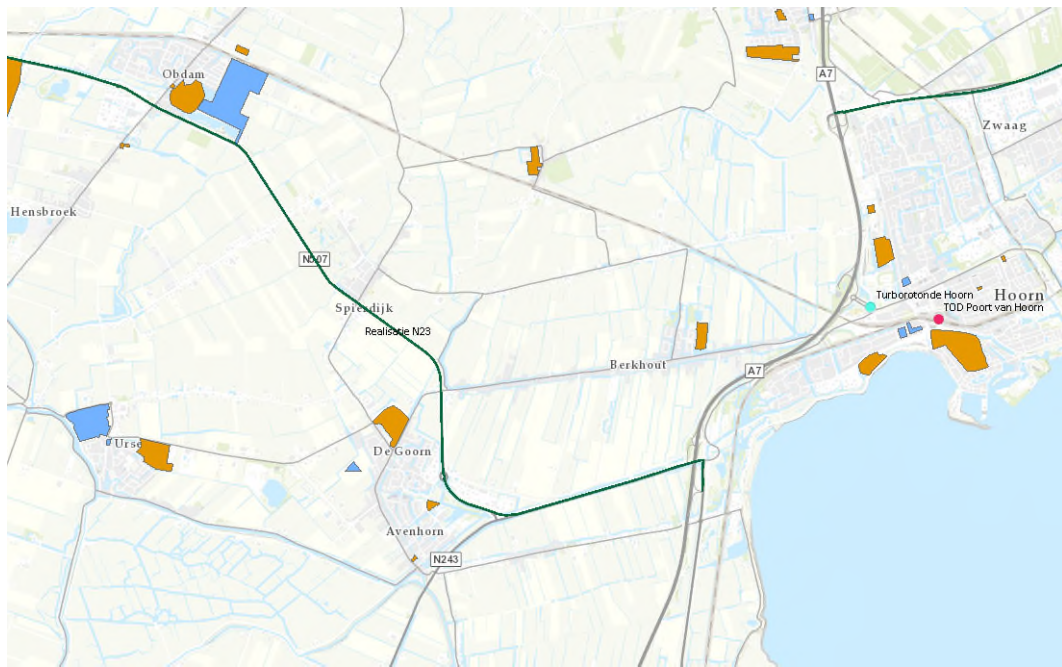 Obdam
A7
Zwaag
Hensbroek
N507
Turborotonde Hoorn
Hoorn
TOD Poort van Hoorn
Spierdijk
Realisatie N23
Berkhout
A7
Urse
De Goorn
Avenhorn
N243